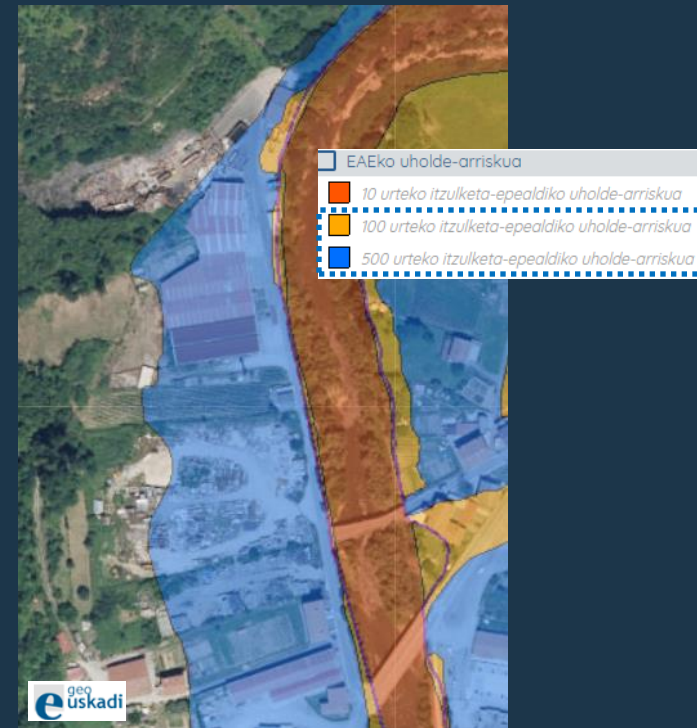 EAEko uholde-arriskua
10 urteko itzulketa-epealdiko uholde-arriskua
100 urteko itzulketa-epealdiko uholde-arriskua
500 urteko itzulketa-epealdiko uholde-arriskua
geo
euskadi